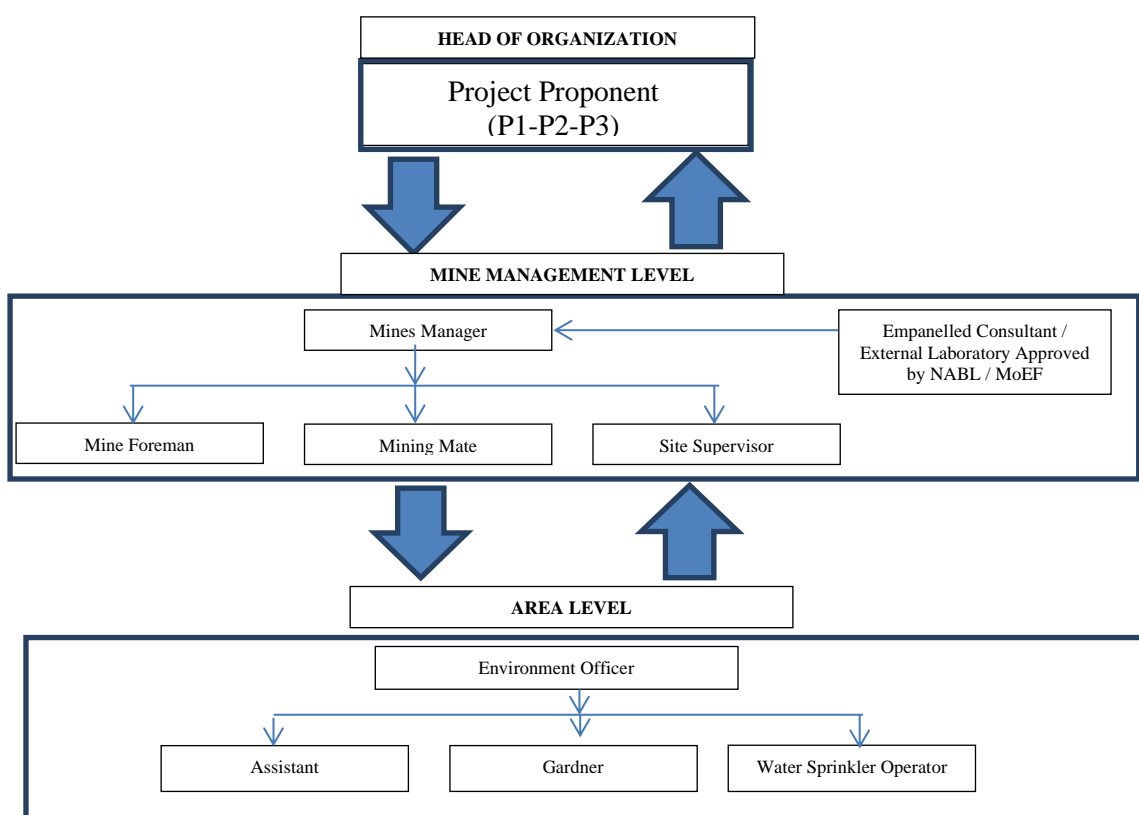 HEAD OF ORGANIZATION
Project Proponent
(P1-P2-P3)
MINE MANAGEMENT LEVEL
Mines Manager
Empanelled Consultant /
External Laboratory Approved
by NABL / MoEF
Mine Foreman
Mining Mate
Site Supervisor
AREA LEVEL
Environment Officer
Assistant
Gardner
Water Sprinkler Operator